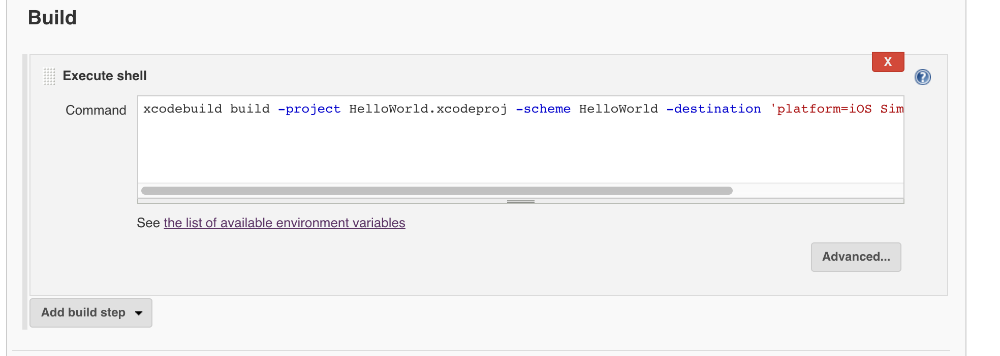 Build
X
Execute shell
?
Command
xcodebuild build -project HelloWorld.xcodeproj -scheme HelloWorld -destination 'platform=iOS Sim
See the list of available environment variables
Advanced...
Add build step